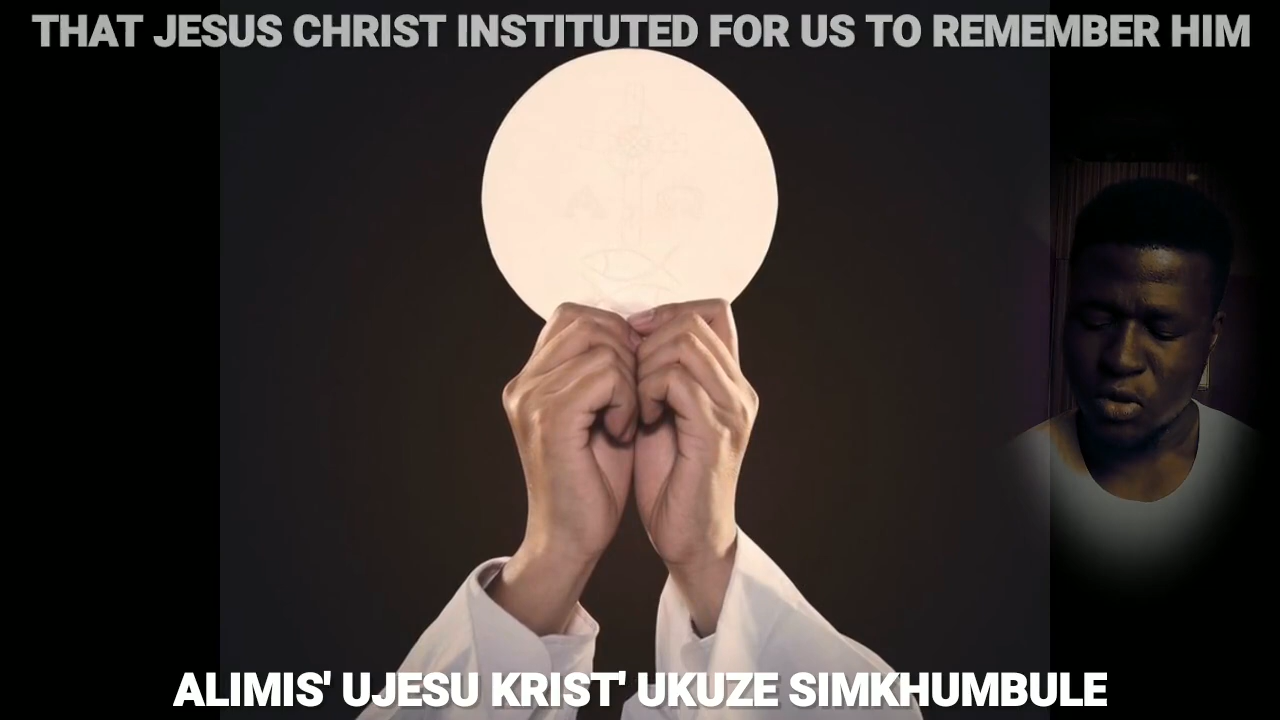 THAT JESUS CHRIST INSTITUTED FOR US TO REMEMBER HIM
ALIMIS' UJESU KRIST' UKUZE SIMKHUMBULE